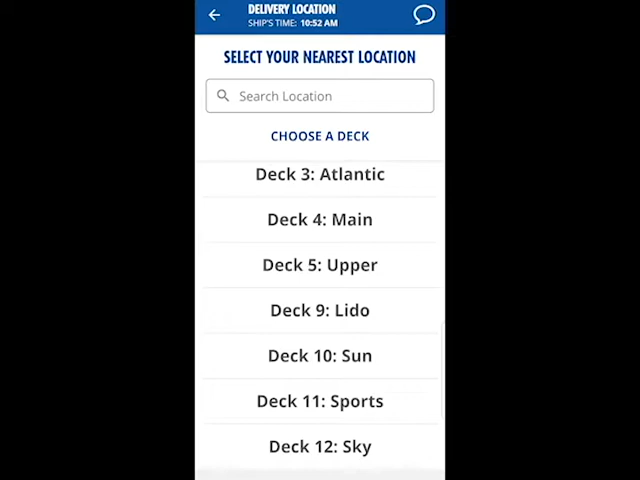 DELIVERY LOCATION
SHIP'S TIME: 10:52 AM
SELECT YOUR NEAREST LOCATION
Search Location
CHOOSE A DECK
Deck 3: Atlantic
Deck 4: Main
Deck 5: Upper
Deck 9: Lido
Deck 10: Sun
Deck 11: Sports
Deck 12: Sky